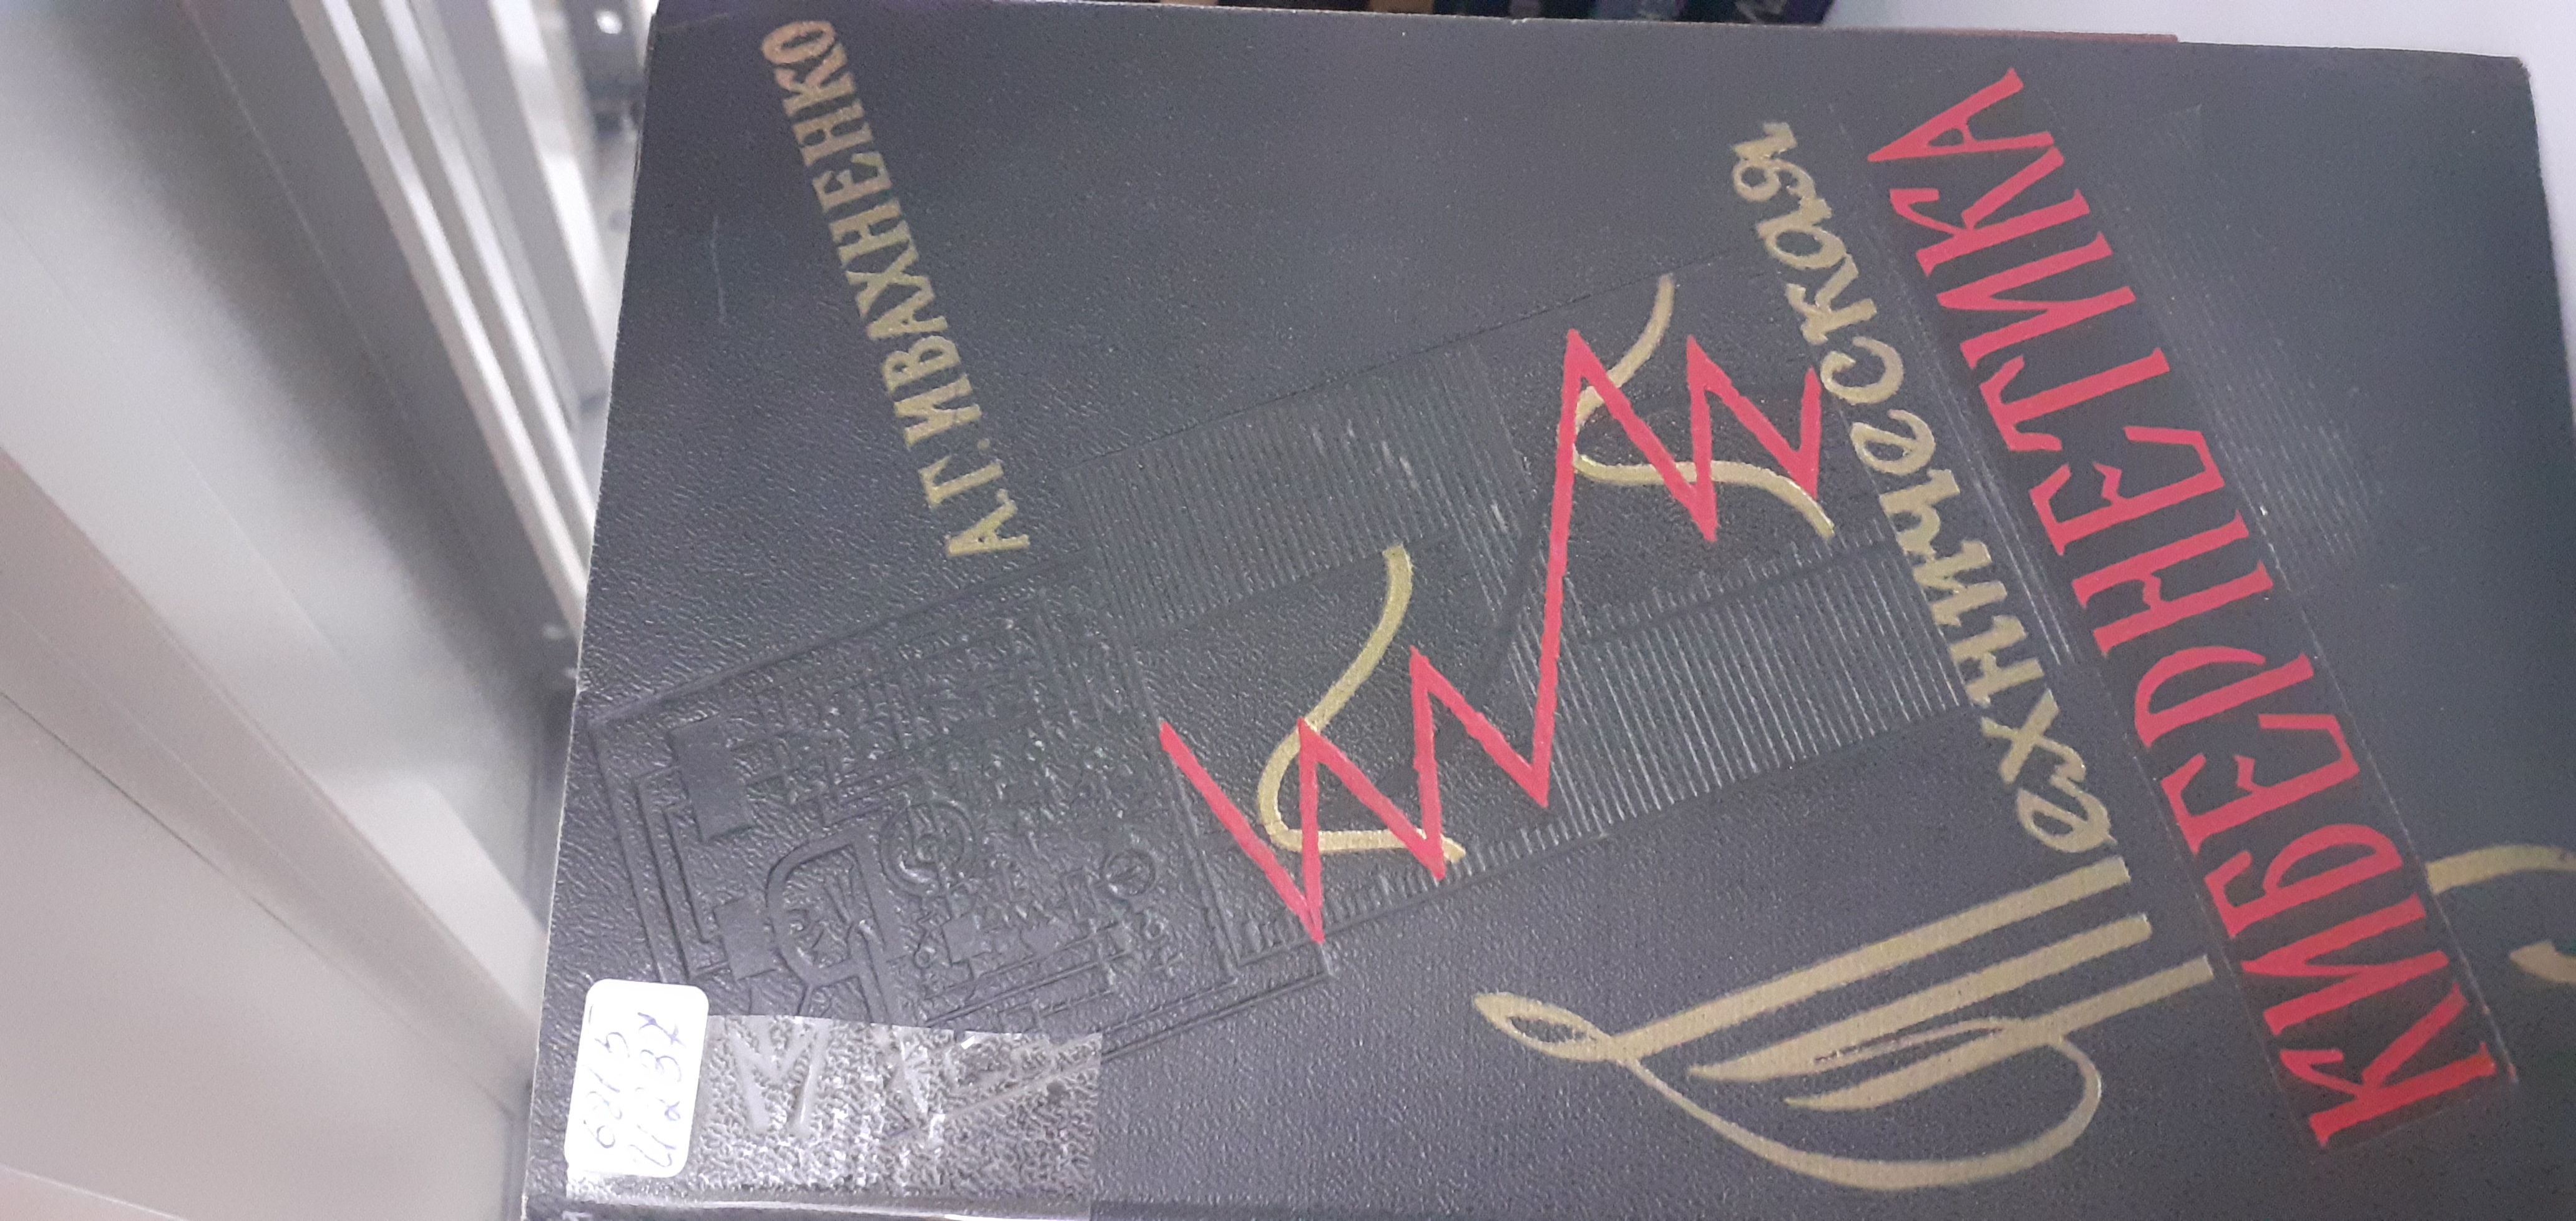 А.Г. ИВАХНЕНКО
Техническая
КИБЕРНЕТИКА